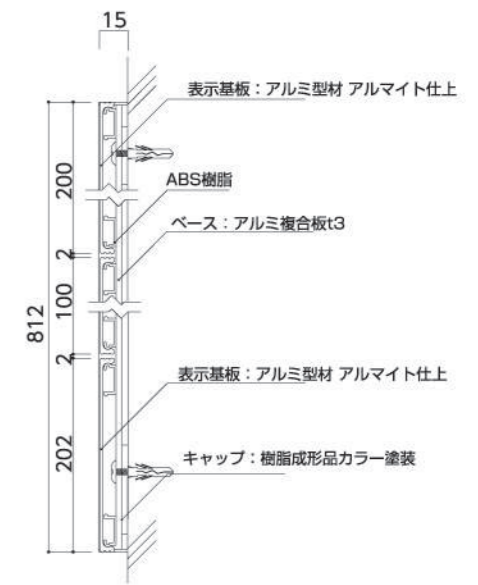 15
表示基板：アルミ型材 アルマイト仕上
200
ABS樹脂
ベース：アルミ複合板t3
2
100
812
2
表示基板：アルミ型材 アルマイト仕上
202
キャップ：樹脂成形品カラー塗装